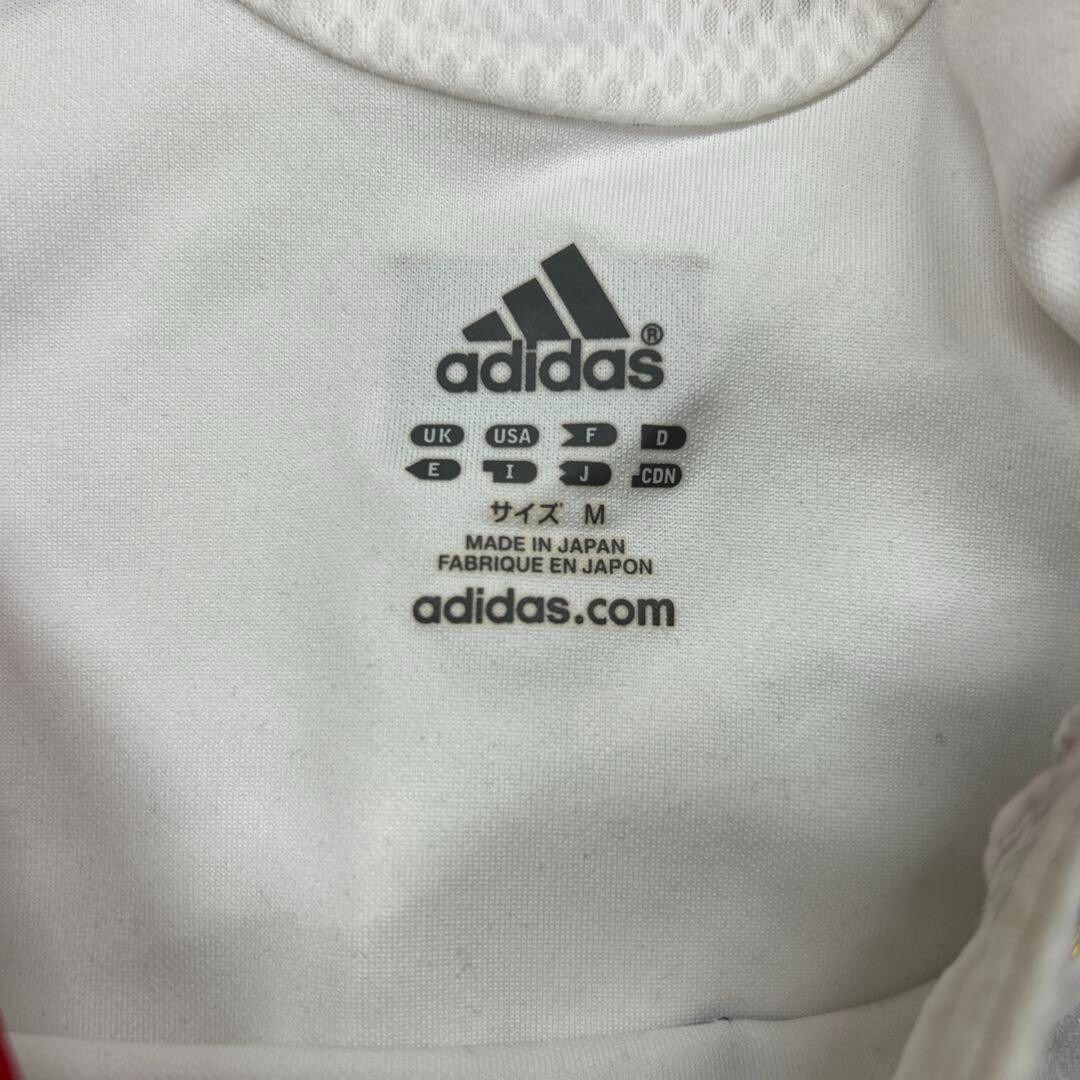 adidas®
UK USA F D
E I J CDN
サイズ M
MADE IN JAPAN
FABRIQUE EN JAPON
adidas.com